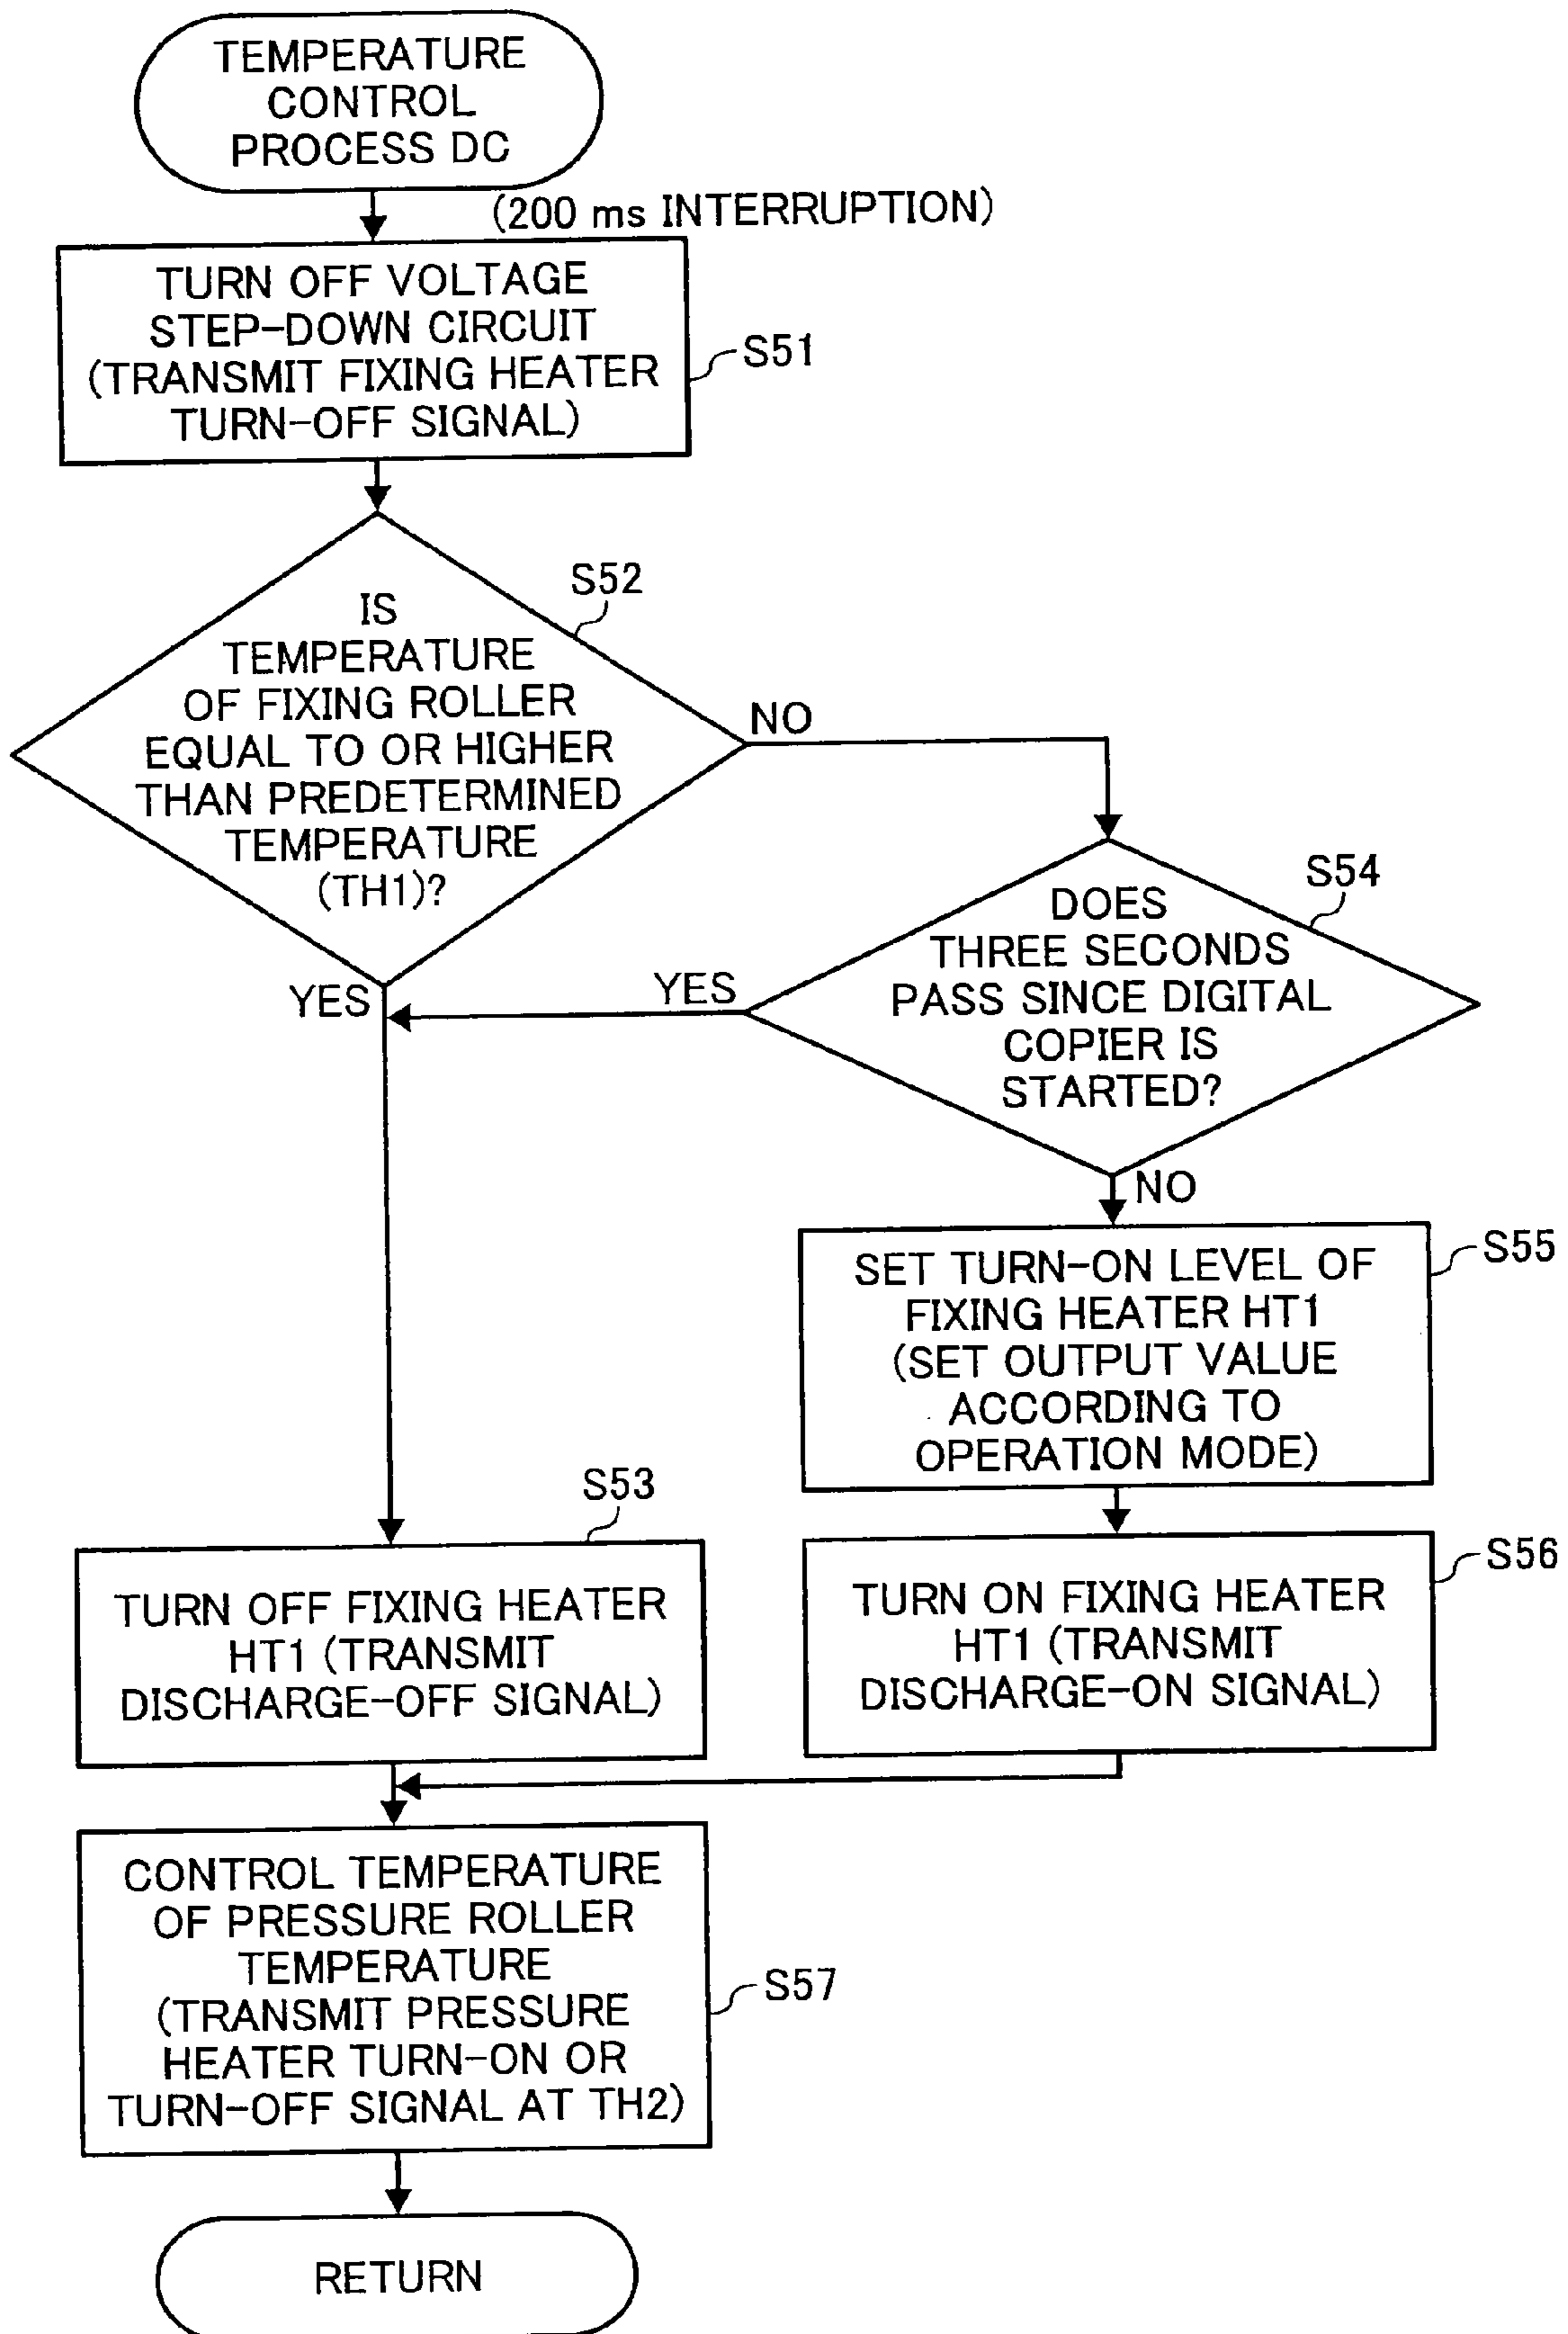 TEMPERATURE
CONTROL
PROCESS DC
(200 ms INTERRUPTION)
TURN OFF VOLTAGE
STEP-DOWN CIRCUIT
(TRANSMIT FIXING HEATER
TURN-OFF SIGNAL)
S51
S52
IS
TEMPERATURE
OF FIXING ROLLER
EQUAL TO OR HIGHER
THAN PREDETERMINED
TEMPERATURE
(TH1)?
NO
YES
S54
DOES
THREE SECONDS
PASS SINCE DIGITAL
COPIER IS
STARTED?
YES
NO
S55
SET TURN-ON LEVEL OF
FIXING HEATER HT1
(SET OUTPUT VALUE
ACCORDING TO
OPERATION MODE)
S53
TURN OFF FIXING HEATER
HT1 (TRANSMIT
DISCHARGE-OFF SIGNAL)
S56
TURN ON FIXING HEATER
HT1 (TRANSMIT
DISCHARGE-ON SIGNAL)
CONTROL TEMPERATURE
OF PRESSURE ROLLER
TEMPERATURE
(TRANSMIT PRESSURE
HEATER TURN-ON OR
TURN-OFF SIGNAL AT TH2)
S57
RETURN